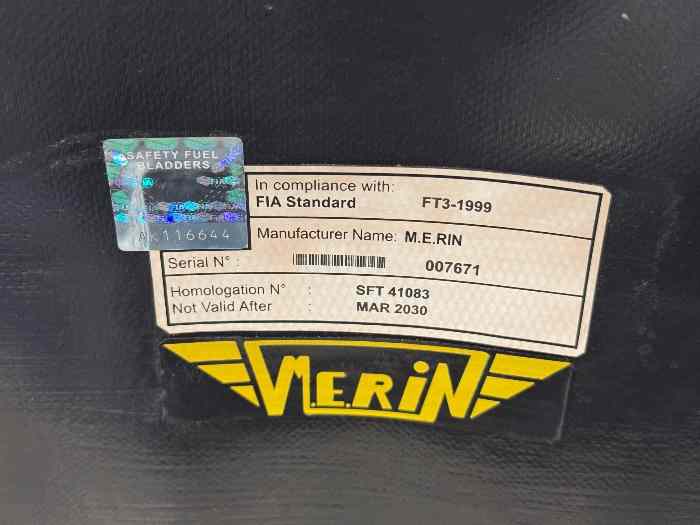 SAFETY FUEL
BLADDERS
AK 116644
In compliance with:
FIA Standard FT3-1999
Manufacturer Name: M.E.RIN
Serial N° : 007671
Homologation N° : SFT 41083
Not Valid After : MAR 2030
M.E.RiN